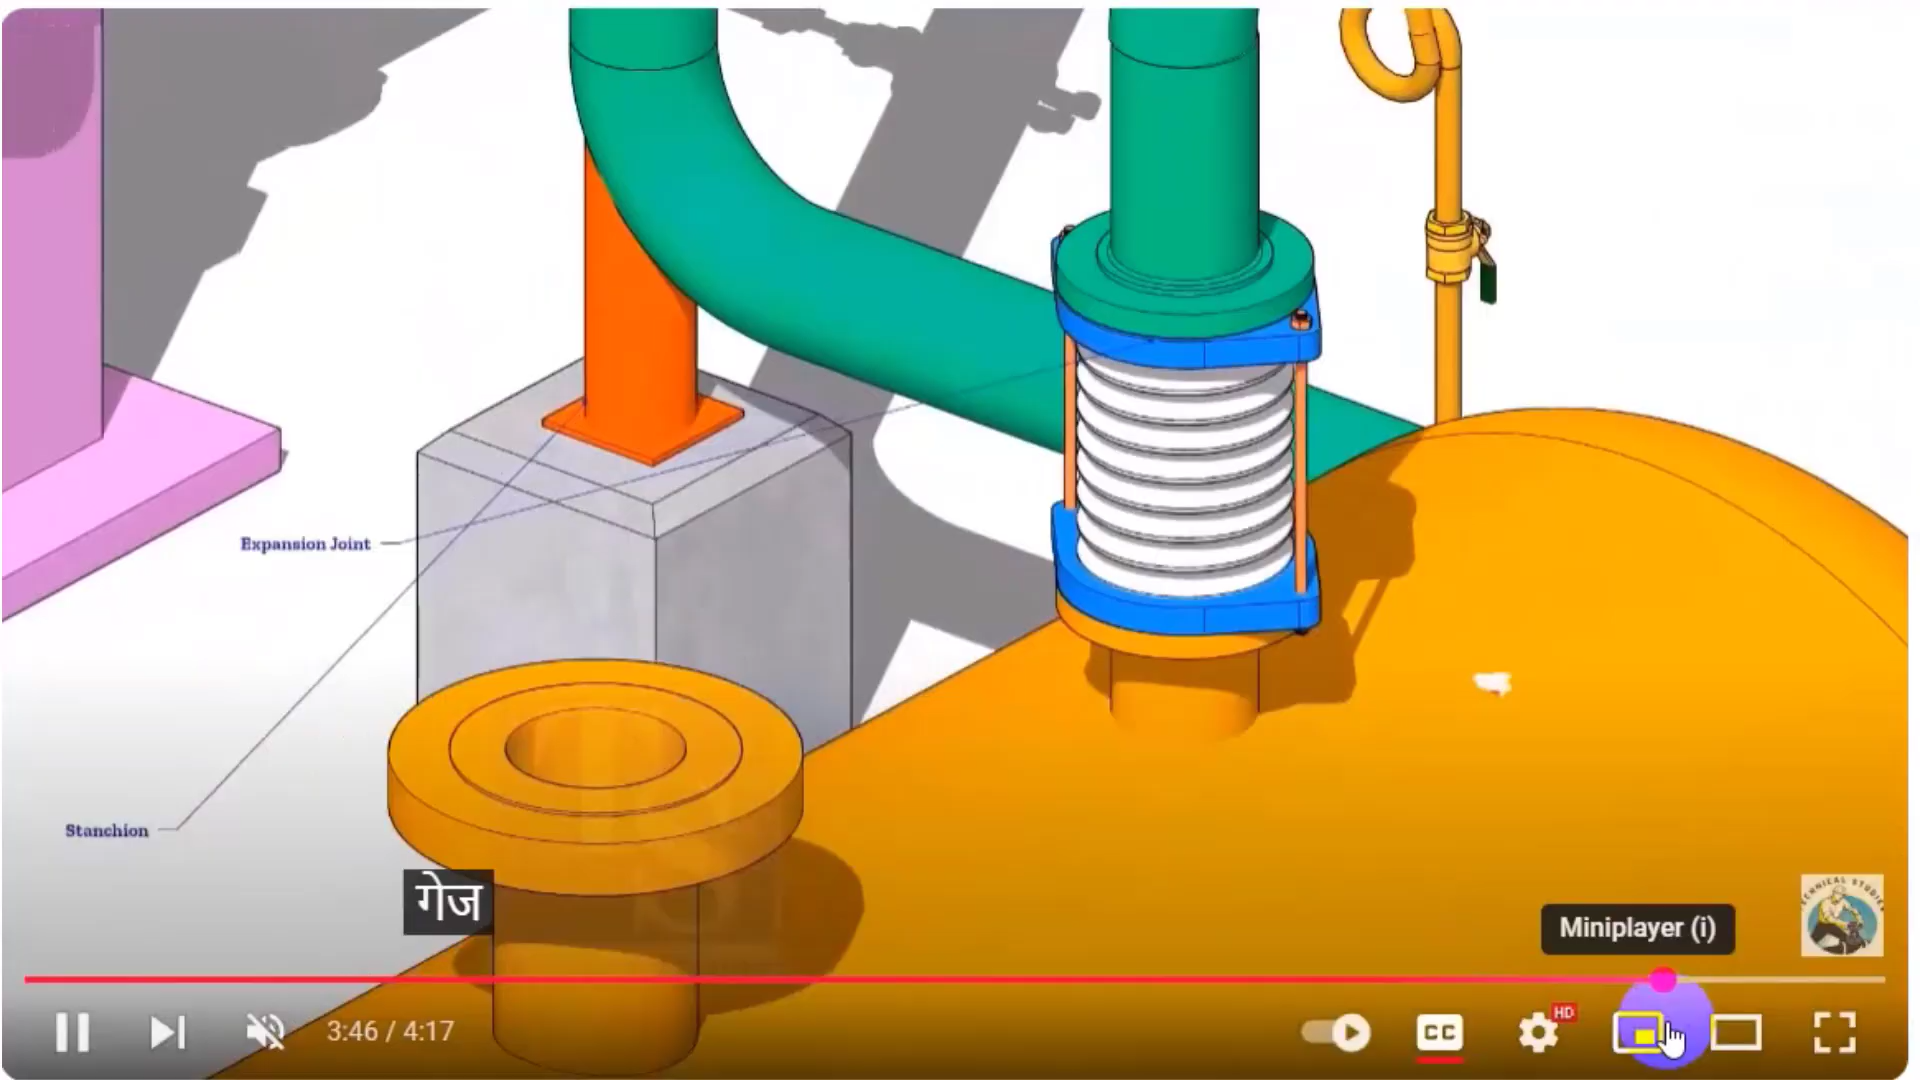 Expansion Joint
Stanchion
गेज
Miniplayer (i)
3:46 / 4:17
CC
HD